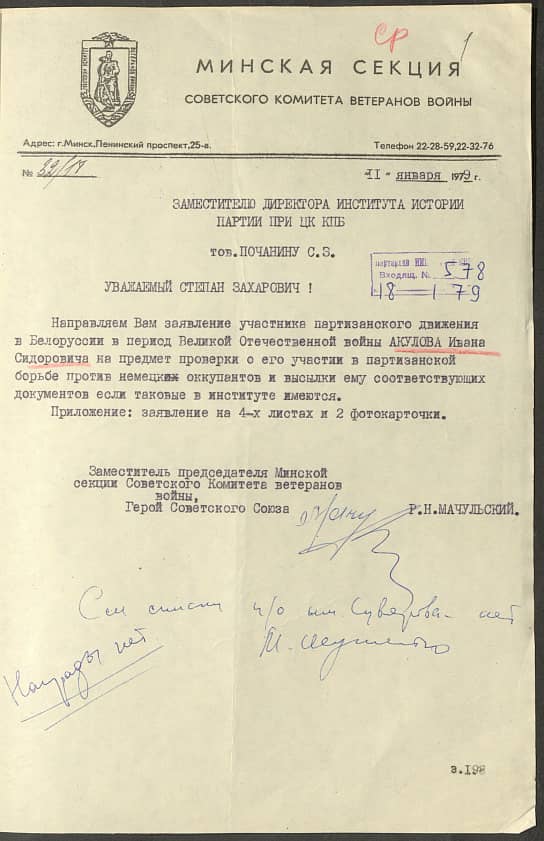 ср
1
МИНСКАЯ СЕКЦИЯ
СОВЕТСКОГО КОМИТЕТА ВЕТЕРАНОВ ВОЙНЫ
Адрес: г.Минск,Ленинский проспект,25-а. Телефон 22-28-59,22-32-76
№ 32/17 "II" января 1979 г.
ЗАМЕСТИТЕЛЮ ДИРЕКТОРА ИНСТИТУТА ИСТОРИИ
ПАРТИИ ПРИ ЦК КПБ
тов.ПОЧАНИНУ С.З.
Входящ. № 578
18 1 79
УВАЖАЕМЫЙ СТЕПАН ЗАХАРОВИЧ !
Направляем Вам заявление участника партизанского движения
в Белоруссии в период Великой Отечественной войны АКУЛОВА Ивана
Сидоровича на предмет проверки о его участии в партизанской
борьбе против немецких оккупантов и высылки ему соответствующих
документов если таковые в институте имеются.
Приложение: заявление на 4-х листах и 2 фотокарточки.
Заместитель председателя Минской
секции Советского Комитета ветеранов
войны,
Герой Советского Союза Р.Н.МАЧУЛЬСКИЙ.
списки п/о им. Суворова - нет
Награды нет.
з.198